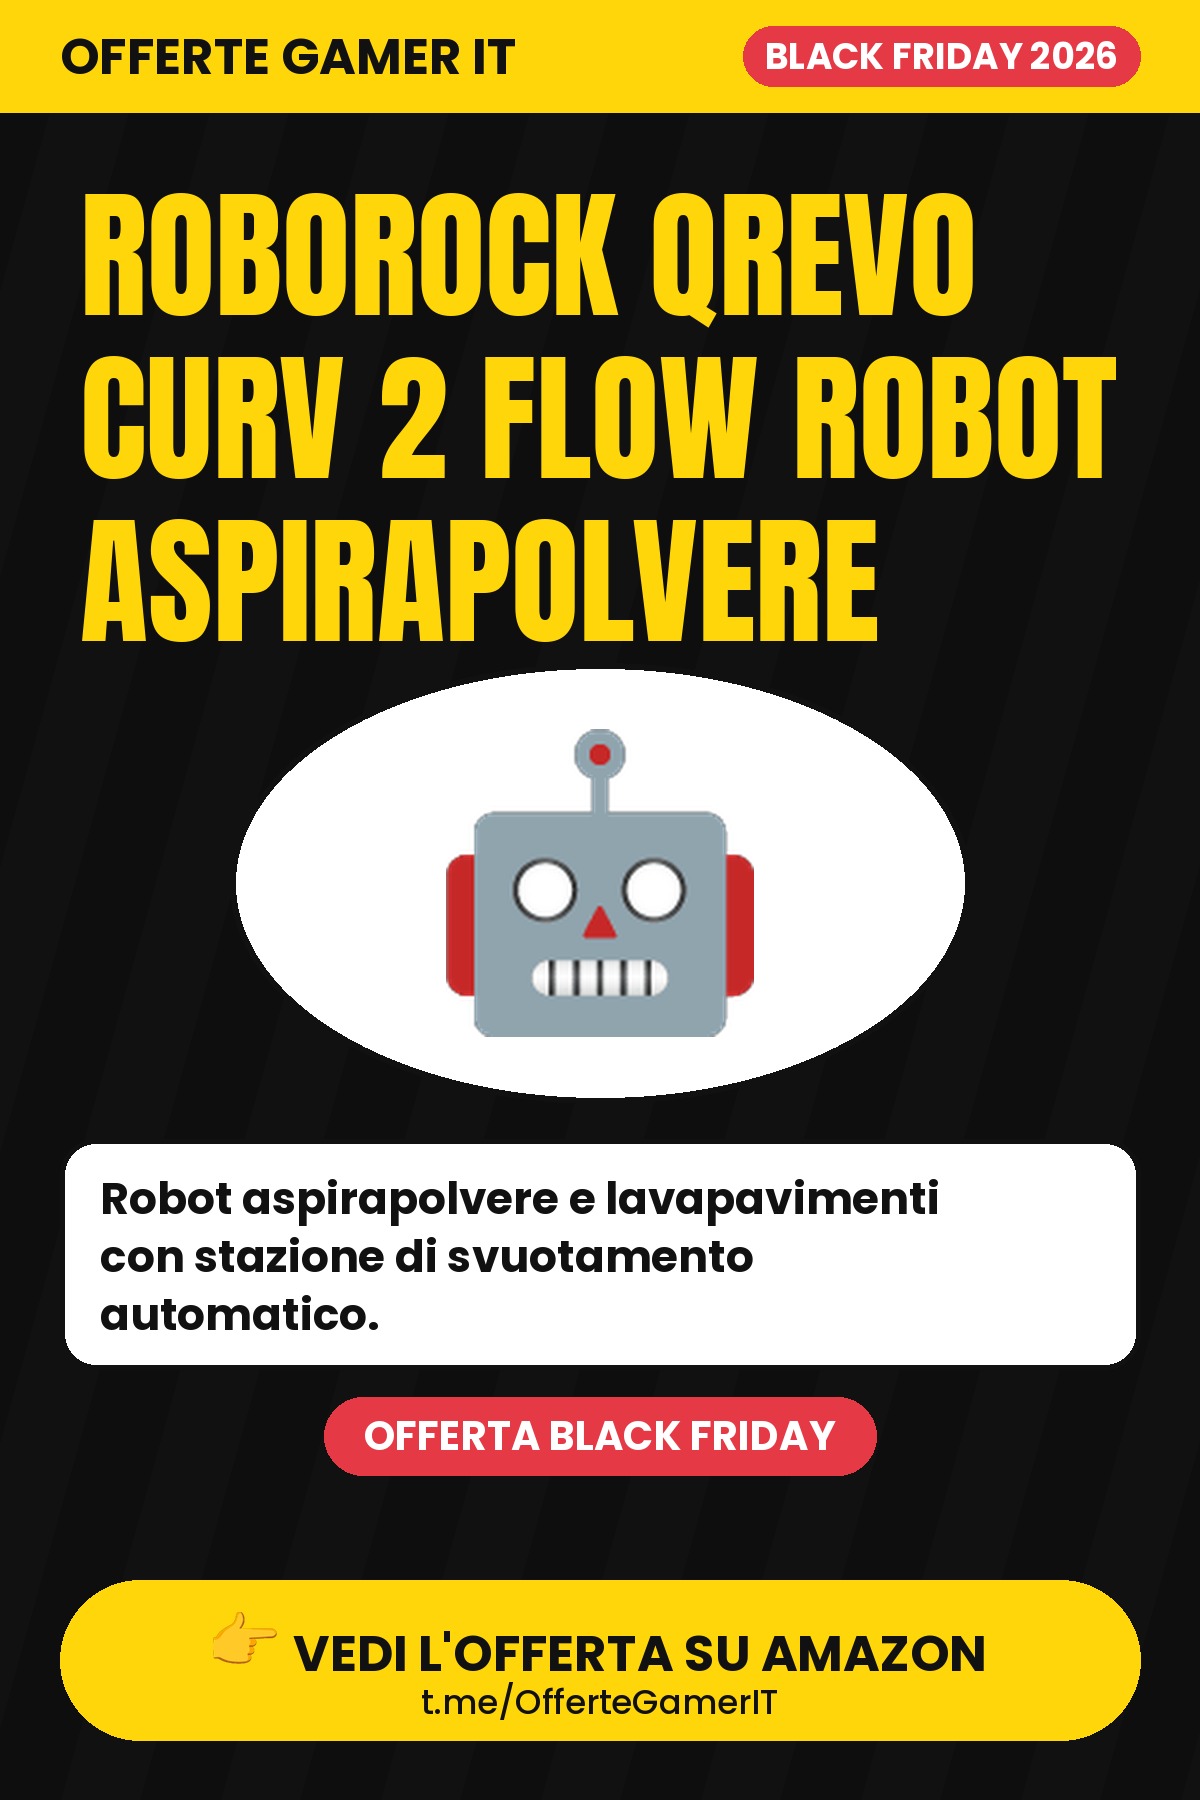 OFFERTE GAMER IT
BLACK FRIDAY 2026
ROBOROCK QREVO
CURV 2 FLOW ROBOT
ASPIRAPOLVERE
Robot aspirapolvere e lavapavimenti
con stazione di svuotamento
automatico.
OFFERTA BLACK FRIDAY
👉 VEDI L'OFFERTA SU AMAZON
t.me/OfferteGamerIT